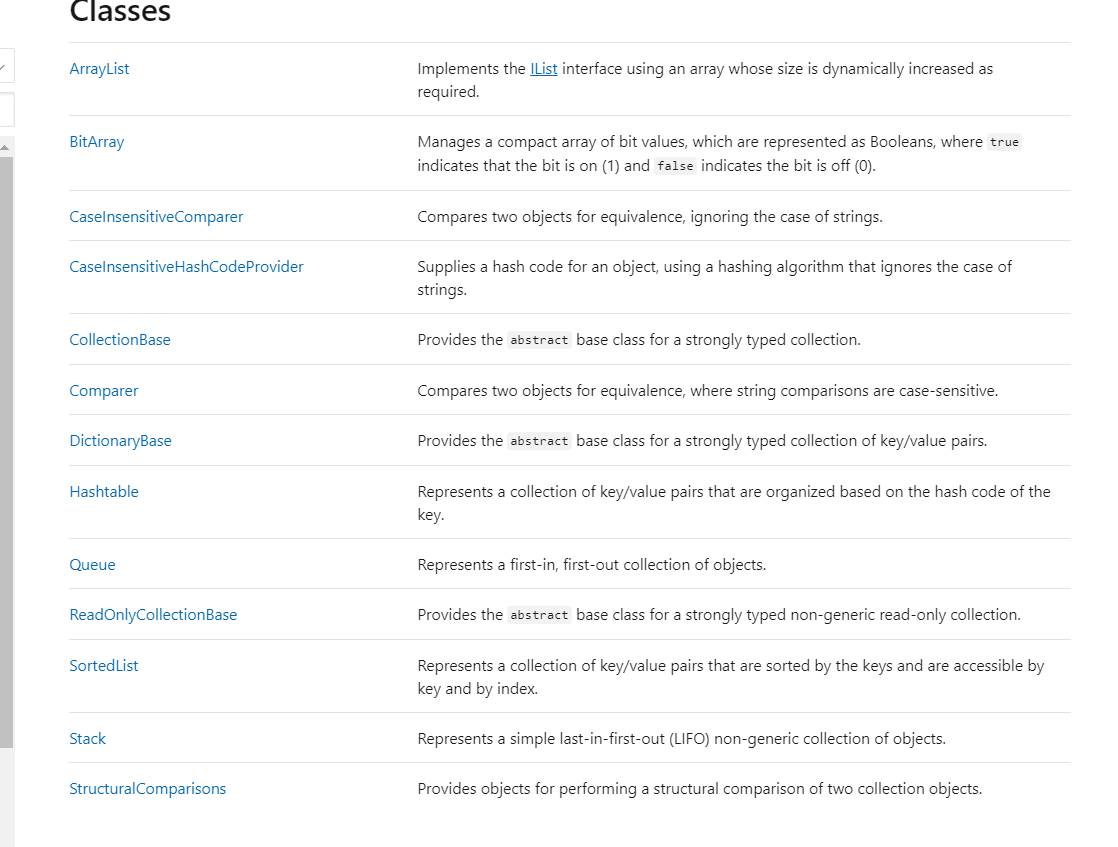 Classes
ArrayList
Implements the IList interface using an array whose size is dynamically increased as
required.
BitArray
Manages a compact array of bit values, which are represented as Booleans, where true
indicates that the bit is on (1) and false indicates the bit is off (0).
CaseInsensitiveComparer
Compares two objects for equivalence, ignoring the case of strings.
CaseInsensitiveHashCodeProvider
Supplies a hash code for an object, using a hashing algorithm that ignores the case of
strings.
CollectionBase
Provides the abstract base class for a strongly typed collection.
Comparer
Compares two objects for equivalence, where string comparisons are case-sensitive.
DictionaryBase
Provides the abstract base class for a strongly typed collection of key/value pairs.
Hashtable
Represents a collection of key/value pairs that are organized based on the hash code of the
key.
Queue
Represents a first-in, first-out collection of objects.
ReadOnlyCollectionBase
Provides the abstract base class for a strongly typed non-generic read-only collection.
SortedList
Represents a collection of key/value pairs that are sorted by the keys and are accessible by
key and by index.
Stack
Represents a simple last-in-first-out (LIFO) non-generic collection of objects.
StructuralComparisons
Provides objects for performing a structural comparison of two collection objects.